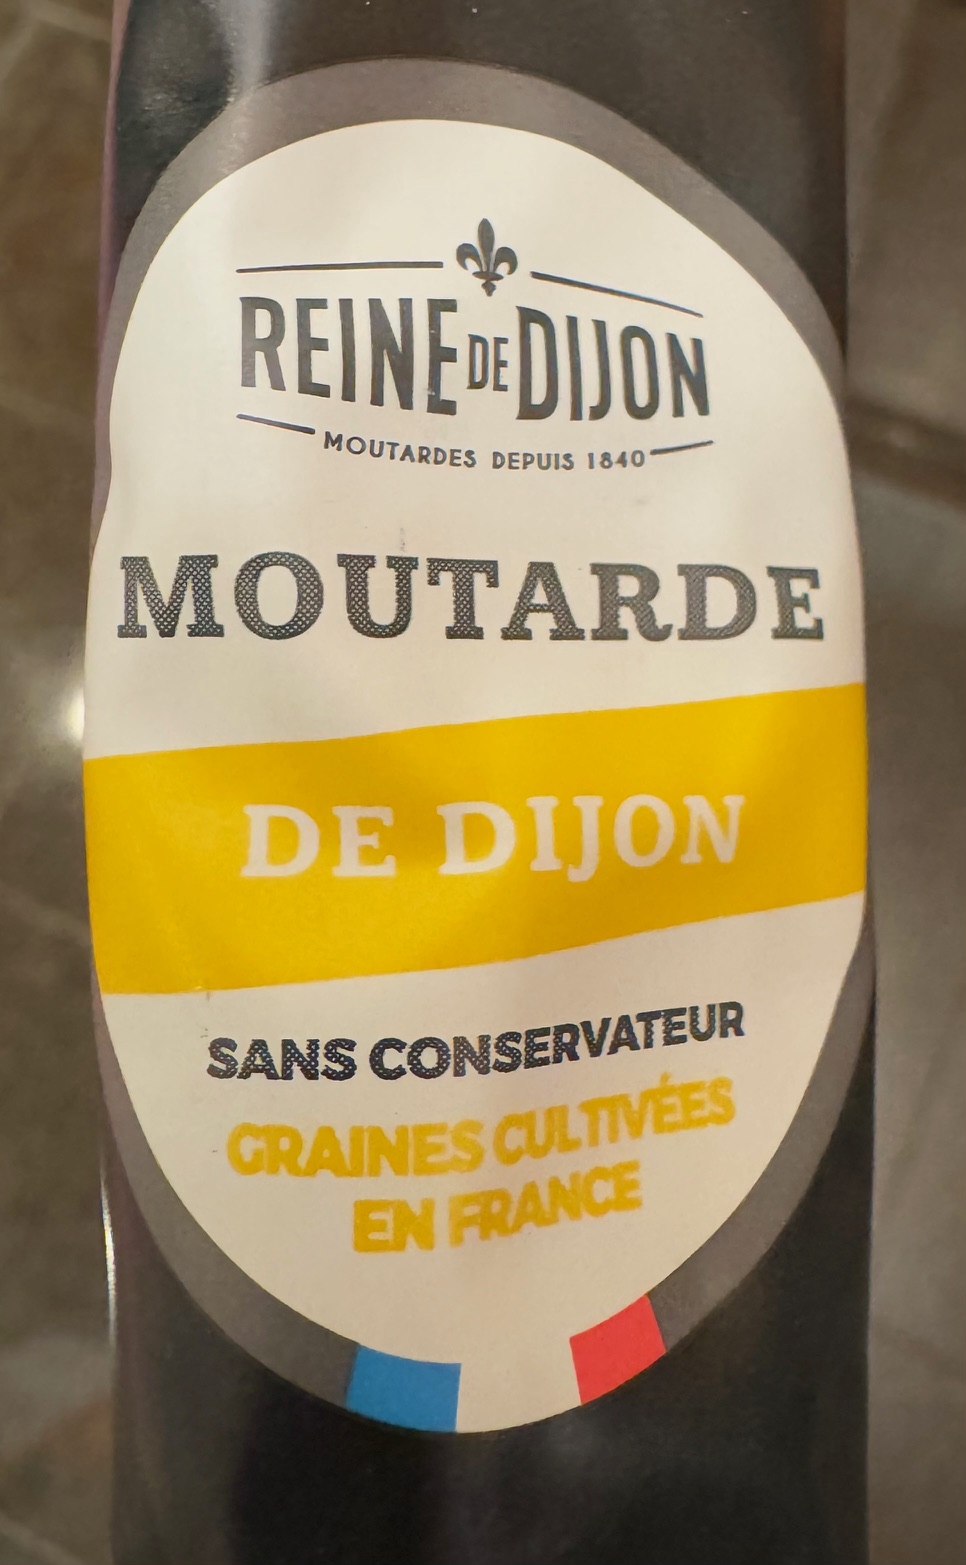 REINE DE DIJON
MOUTARDES DEPUIS 1840
MOUTARDE
DE DIJON
SANS CONSERVATEUR
GRAINES CULTIVÉES
EN FRANCE